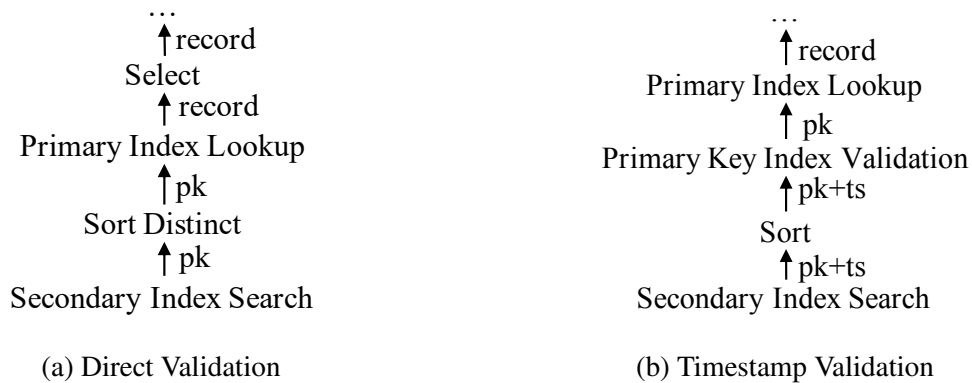 …
record
Select
record
Primary Index Lookup
pk
Sort Distinct
pk
Secondary Index Search
(a) Direct Validation
…
record
Primary Index Lookup
pk
Primary Key Index Validation
pk+ts
Sort
pk+ts
Secondary Index Search
(b) Timestamp Validation